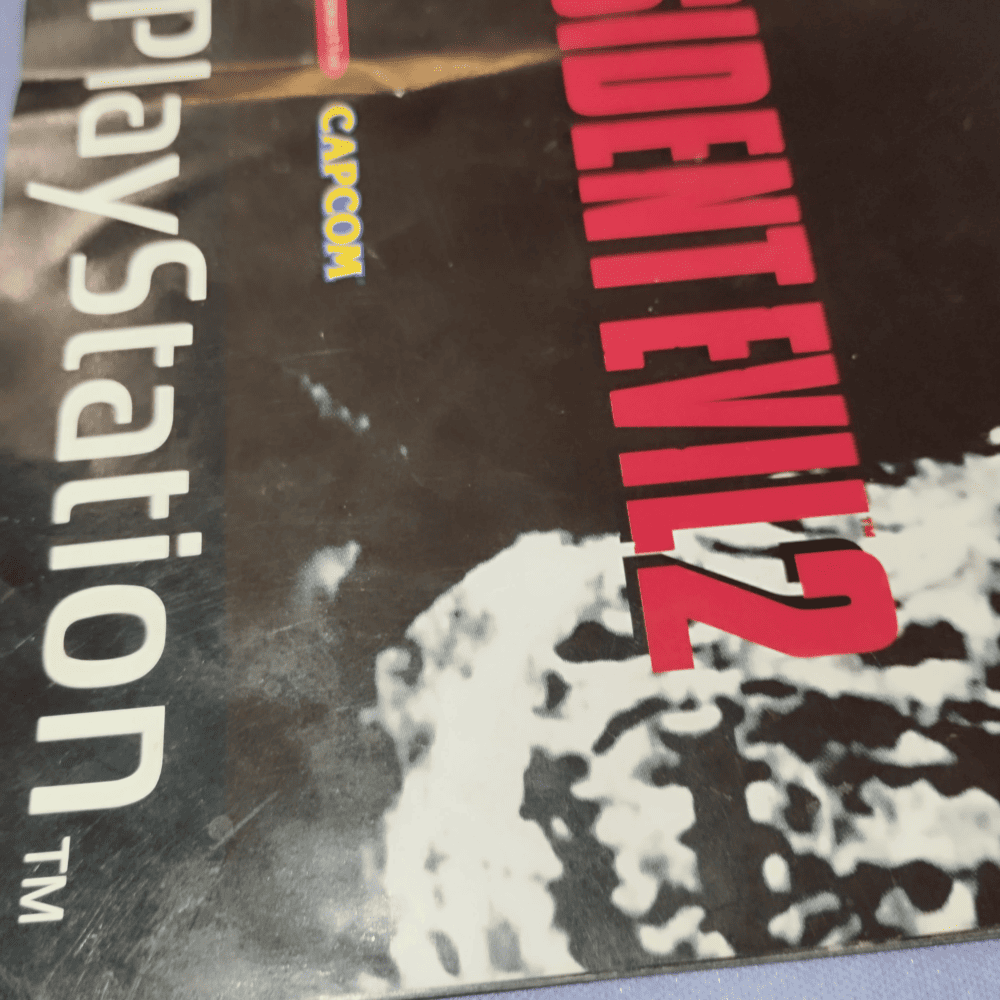 PlayStation™
CAPCOM
SIDENT EVIL 2™